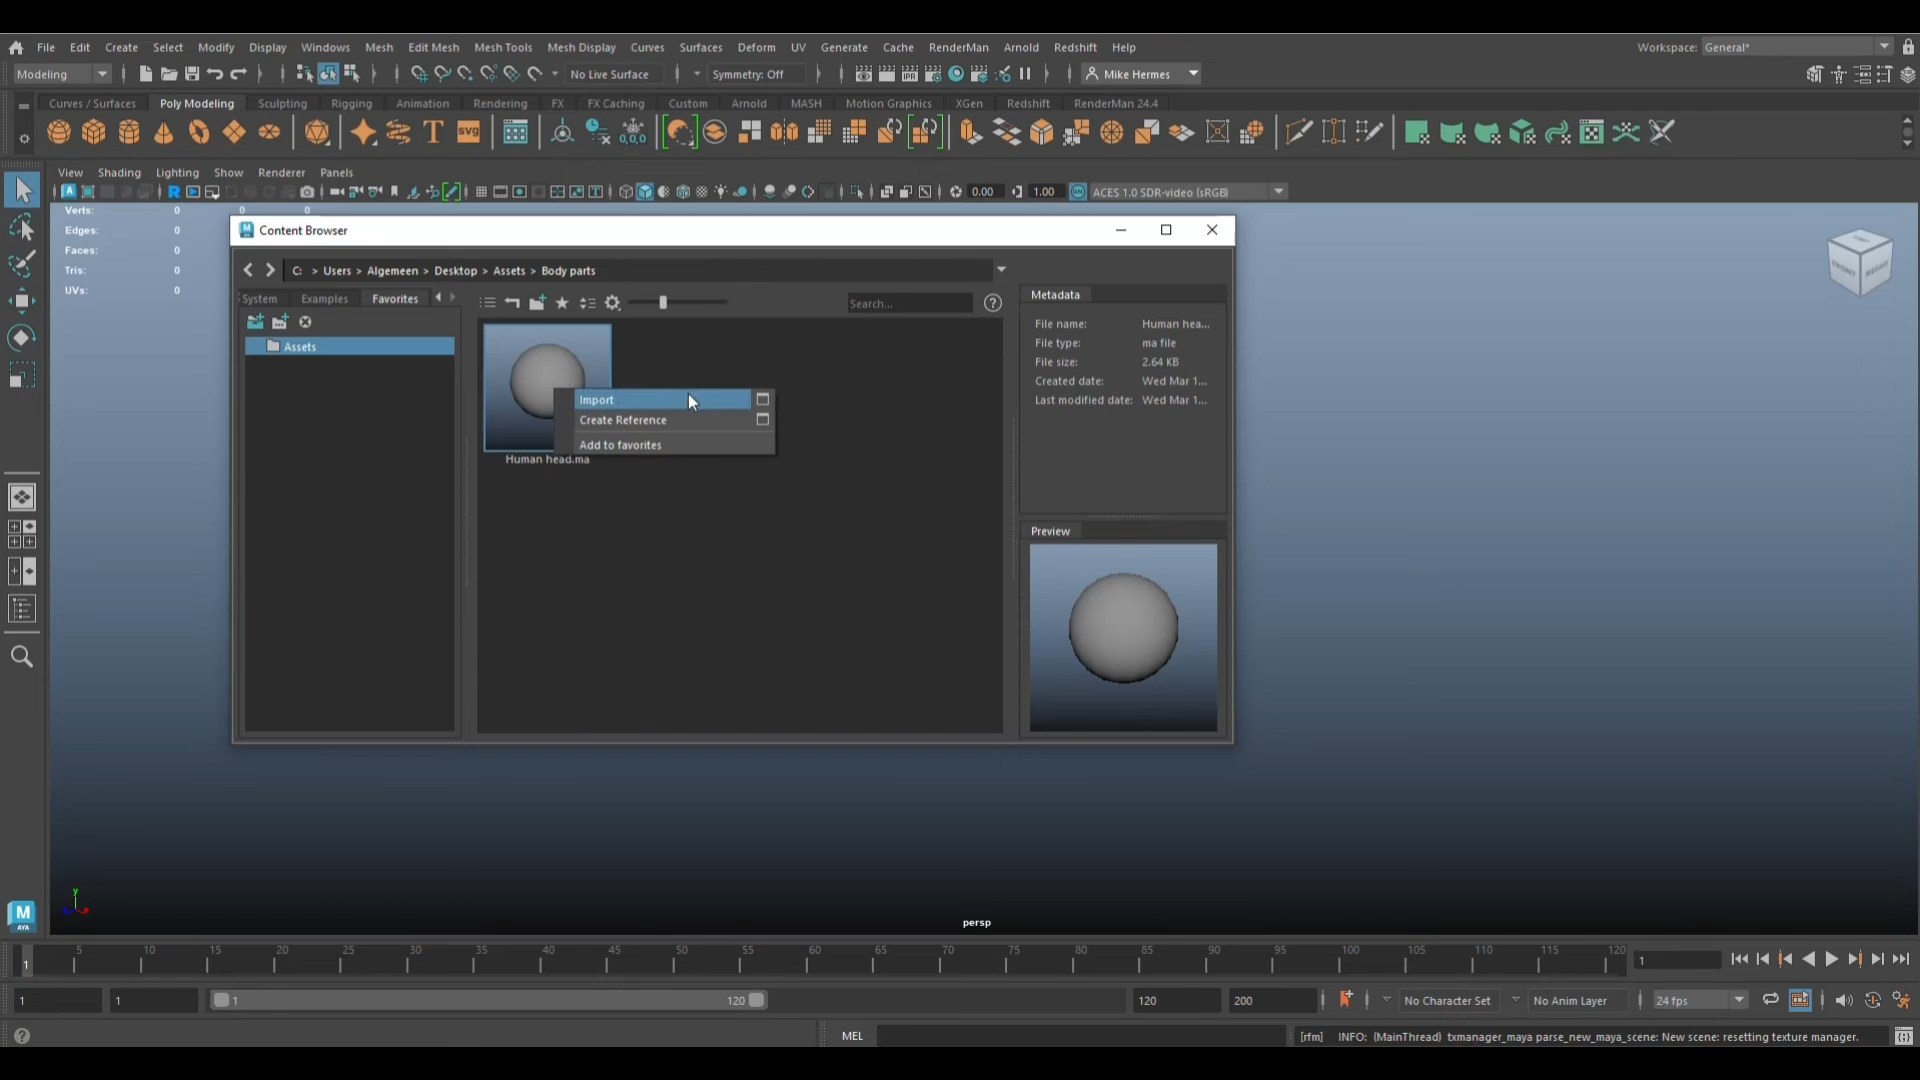 File Edit Create Select Modify Display Windows Mesh Edit Mesh Mesh Tools Mesh Display Curves Surfaces Deform UV Generate Cache RenderMan Arnold Redshift Help Workspace: General*
Modeling No Live Surface Symmetry: Off IPR Mike Hermes
Curves / Surfaces Poly Modeling Sculpting Rigging Animation Rendering FX FX Caching Custom Arnold MASH Motion Graphics XGen Redshift RenderMan 24.4
T SVG 0,0,0
View Shading Lighting Show Renderer Panels
0.00 1.00 ACES 1.0 SDR-video (sRGB)
Verts: 0 0 0
Edges: 0
Faces: 0
Tris: 0
UVs: 0
FRONT RIGHT
Content Browser
C: > Users > Algemeen > Desktop > Assets > Body parts
System Examples Favorites
Search...
Assets
Human head.ma
Import
Create Reference
Add to favorites
Metadata
File name: Human hea...
File type: ma file
File size: 2.64 KB
Created date: Wed Mar 1...
Last modified date: Wed Mar 1...
Preview
M
AYA
y
persp
1 5 10 15 20 25 30 35 40 45 50 55 60 65 70 75 80 85 90 95 100 105 110 115 120 1
1 1 1 120 120 200 No Character Set No Anim Layer 24 fps
MEL [rfm] INFO: (MainThread) txmanager_maya parse_new_maya_scene: New scene: resetting texture manager.